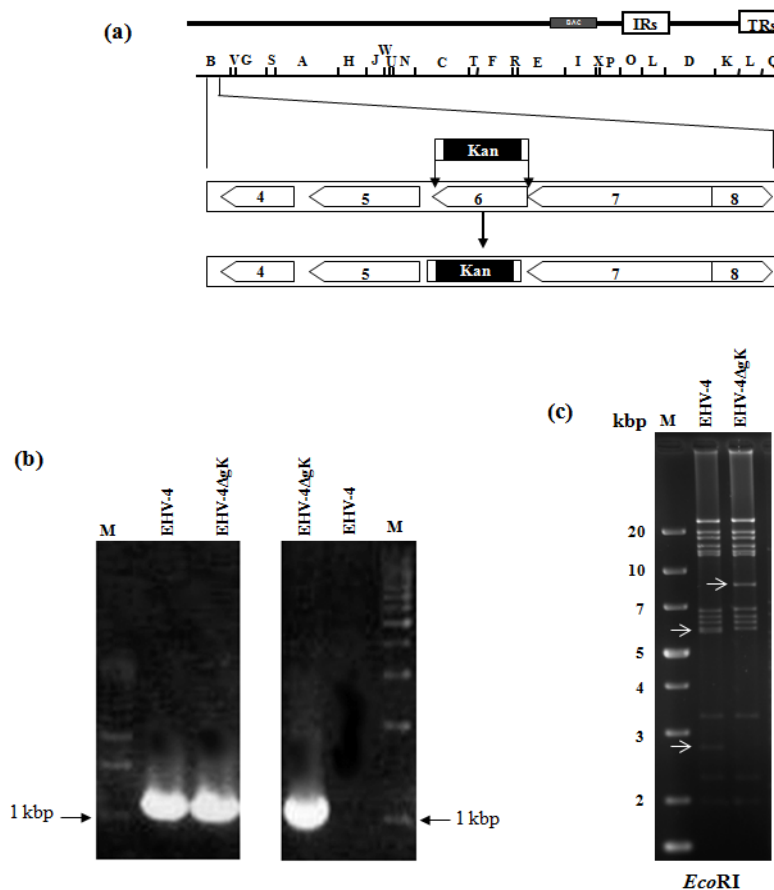 (a)
BAC
IRs
TRs
B V G S A H J W U N C T F R E I X P O L D K L Q
Kan
4 5 6 7 8
4 5 Kan 7 8
(b)
M EHV-4 EHV-4ΔgK
EHV-4ΔgK EHV-4 M
1 kbp
1 kbp
(c)
kbp M EHV-4 EHV-4ΔgK
20
10
7
5
4
3
2
EcoRI